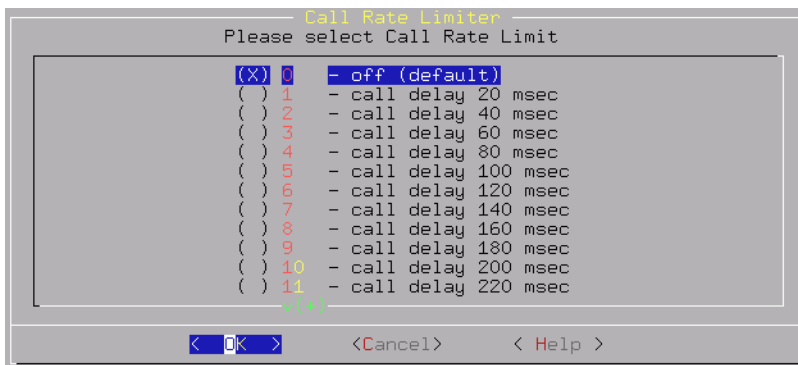 Call Rate Limiter
Please select Call Rate Limit
(X) 0 - off (default)
( ) 1 - call delay 20 msec
( ) 2 - call delay 40 msec
( ) 3 - call delay 60 msec
( ) 4 - call delay 80 msec
( ) 5 - call delay 100 msec
( ) 6 - call delay 120 msec
( ) 7 - call delay 140 msec
( ) 8 - call delay 160 msec
( ) 9 - call delay 180 msec
( ) 10 - call delay 200 msec
( ) 11 - call delay 220 msec
< OK > <Cancel> < Help >